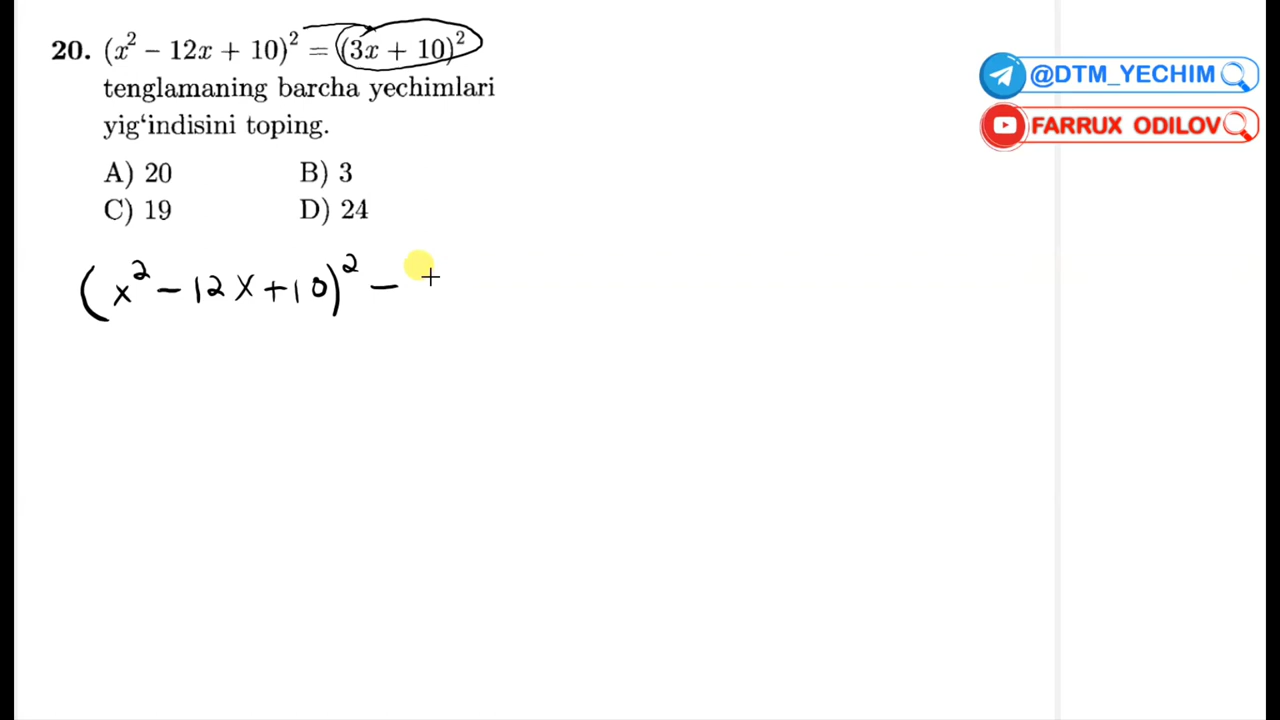 20. (x² − 12x + 10)² = (3x + 10)²
tenglamaning barcha yechimlari
yig‘indisini toping.
A) 20 B) 3
C) 19 D) 24
(x² − 12x + 10)² −
@DTM_YECHIM
FARRUX ODILOV